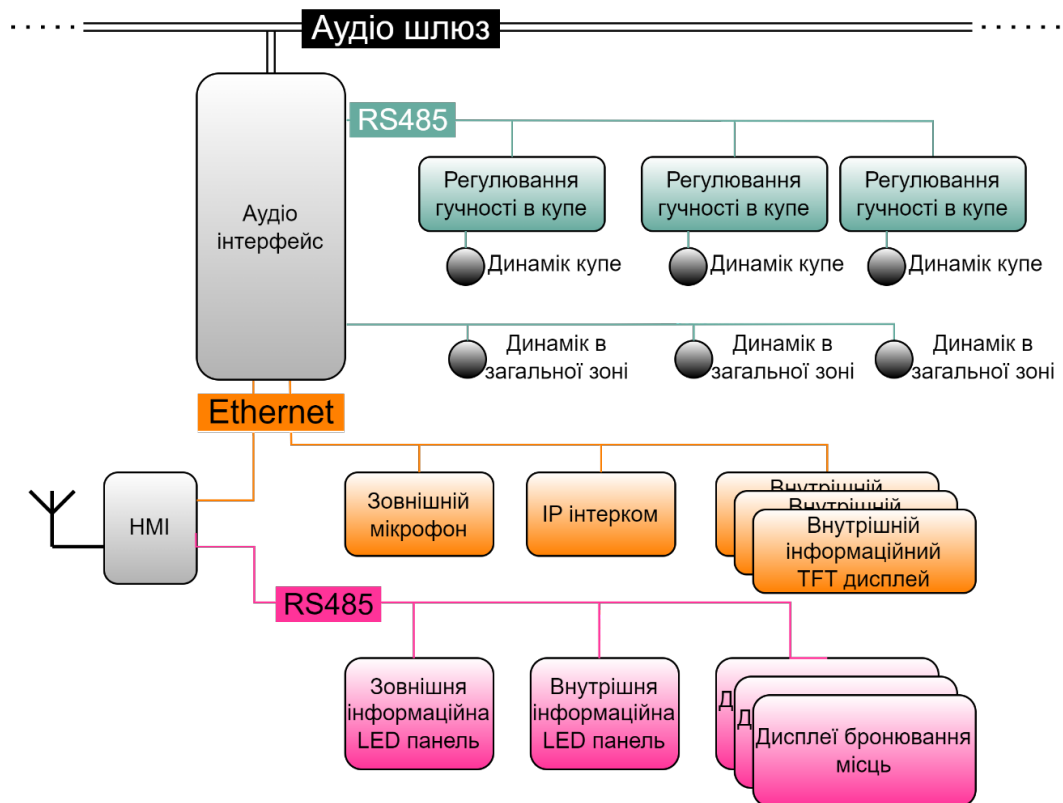 Аудіо шлюз
RS485
Аудіо
інтерфейс
Регулювання
гучності в купе
Регулювання
гучності в купе
Регулювання
гучності в купе
Динамік купе
Динамік купе
Динамік купе
Динамік в
загальної зоні
Динамік в
загальної зоні
Динамік в
загальної зоні
Ethernet
HMI
Зовнішній
мікрофон
IP інтерком
Внутрішній
Внутрішній
Внутрішній
інформаційний
TFT дисплей
RS485
Зовнішня
інформаційна
LED панель
Внутрішня
інформаційна
LED панель
Дисплеї бронювання
місць